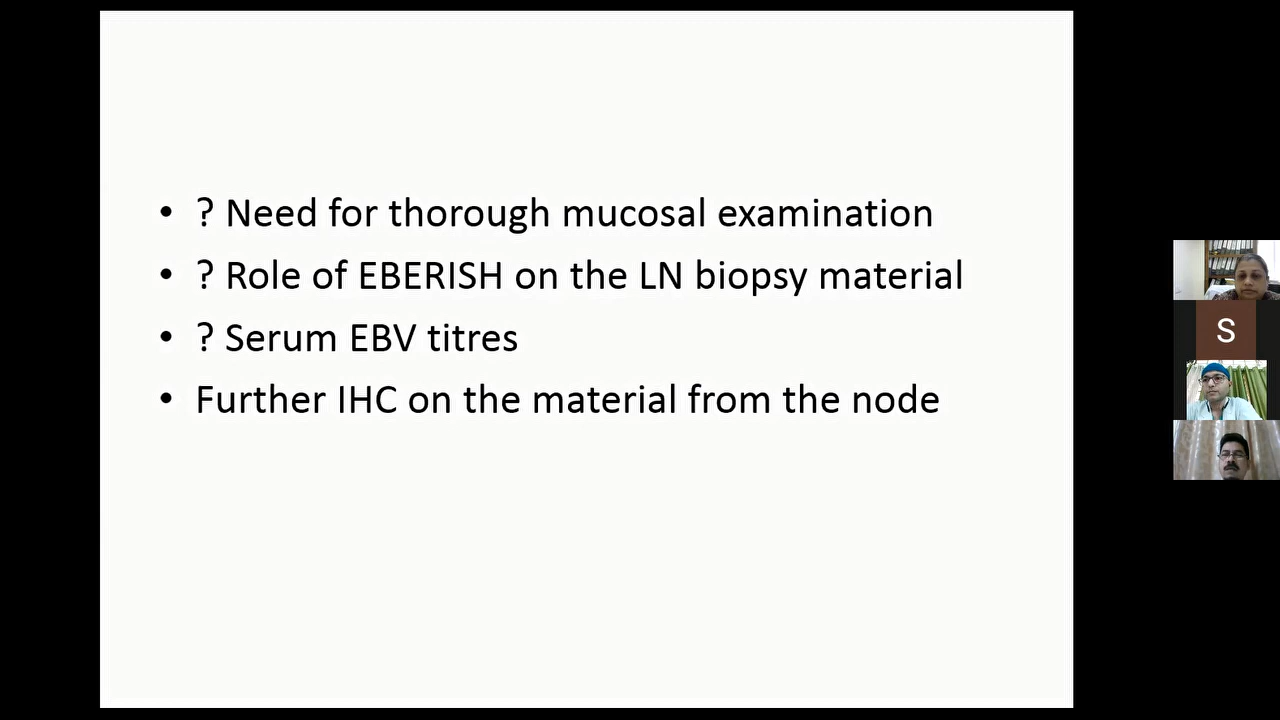 • ? Need for thorough mucosal examination
• ? Role of EBERISH on the LN biopsy material
• ? Serum EBV titres
• Further IHC on the material from the node
S